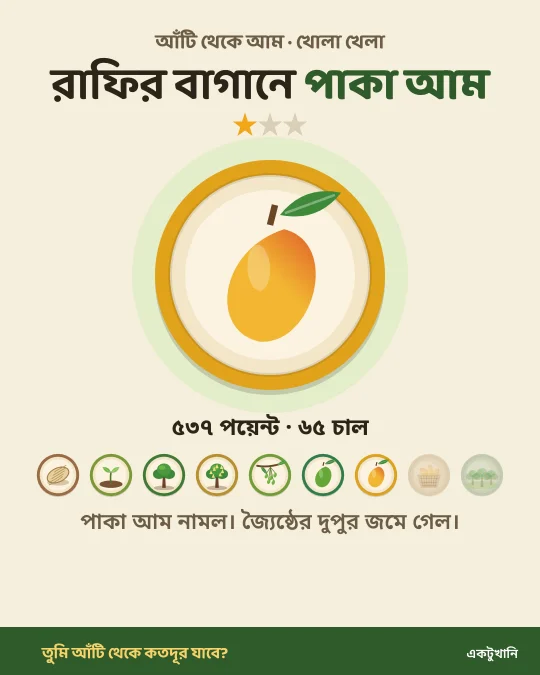 আঁটি থেকে আম · খোলা খেলা
রাফির বাগানে পাকা আম
৫৩৭ পয়েন্ট · ৬৫ চাল
পাকা আম নামল। জ্যৈষ্ঠের দুপুর জমে গেল।
তুমি আঁটি থেকে কতদূর যাবে?
একটুখানি